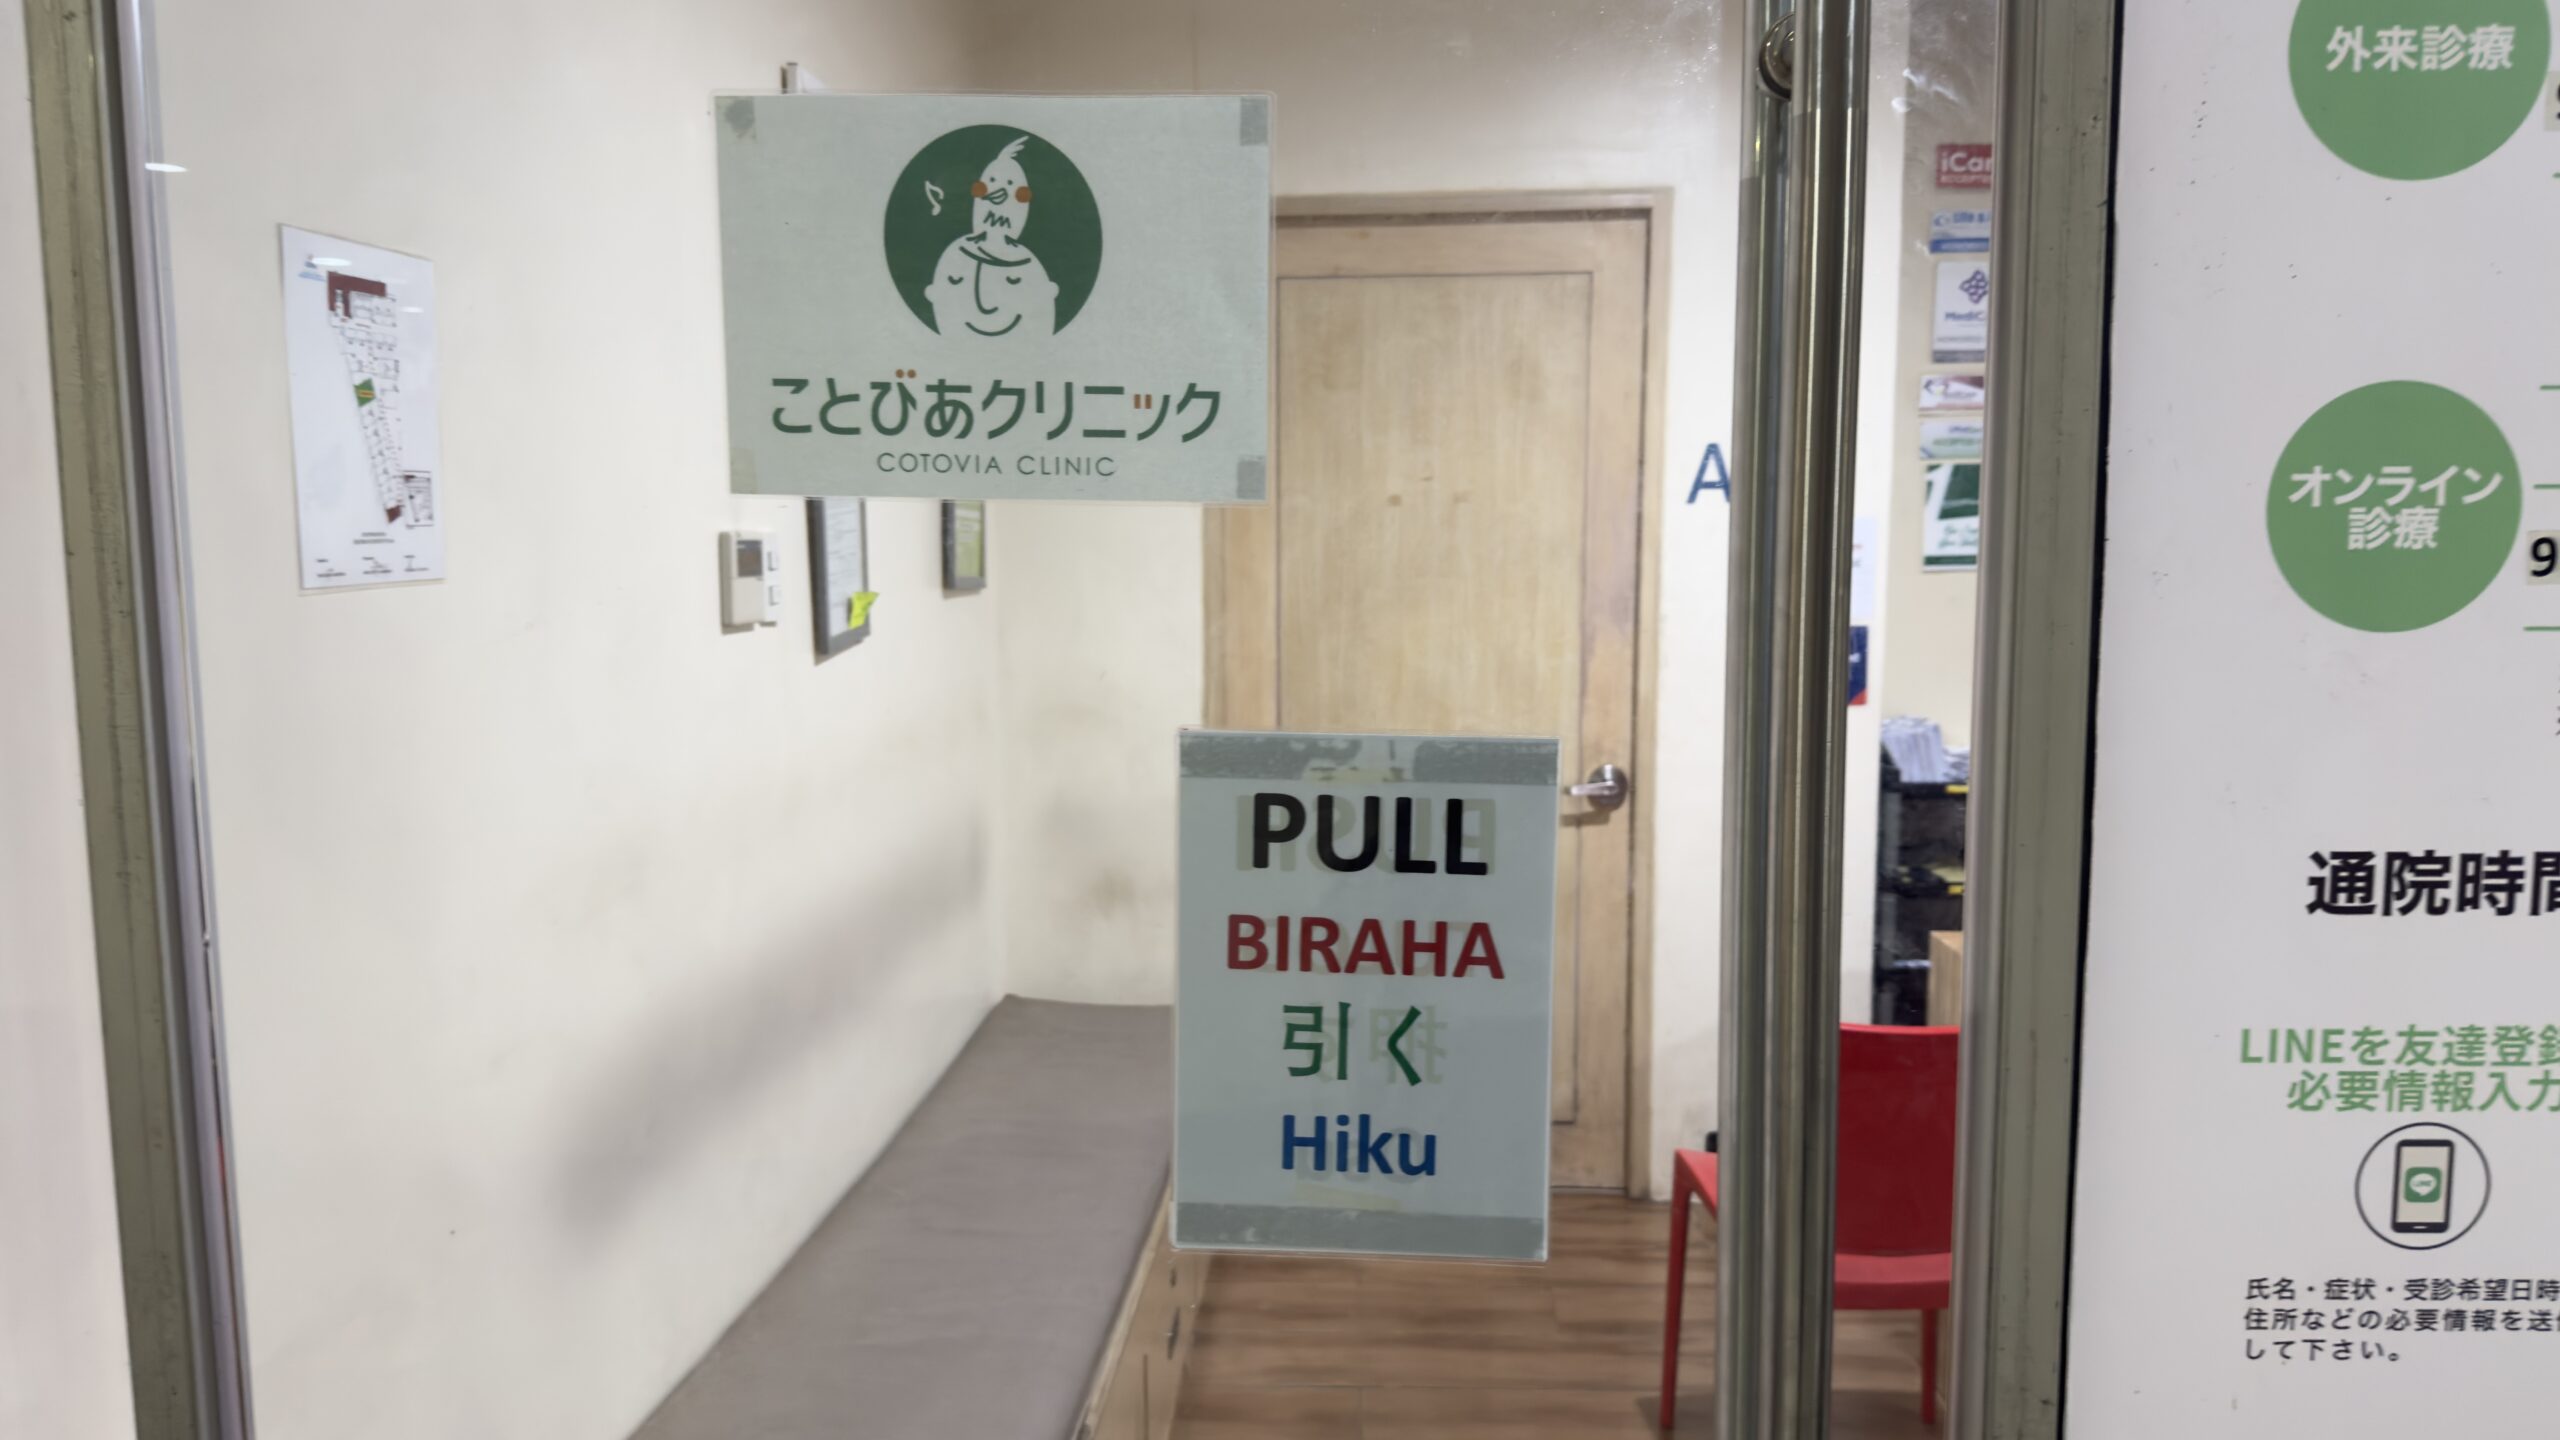 ことびあクリニック
COTOVIA CLINIC
PULL
BIRAHA
引く
Hiku
A
外来診療
オンライン
診療
9
通院時間
LINEを友達登録
必要情報入力
氏名・症状・受診希望日時
住所などの必要情報を送信
して下さい。